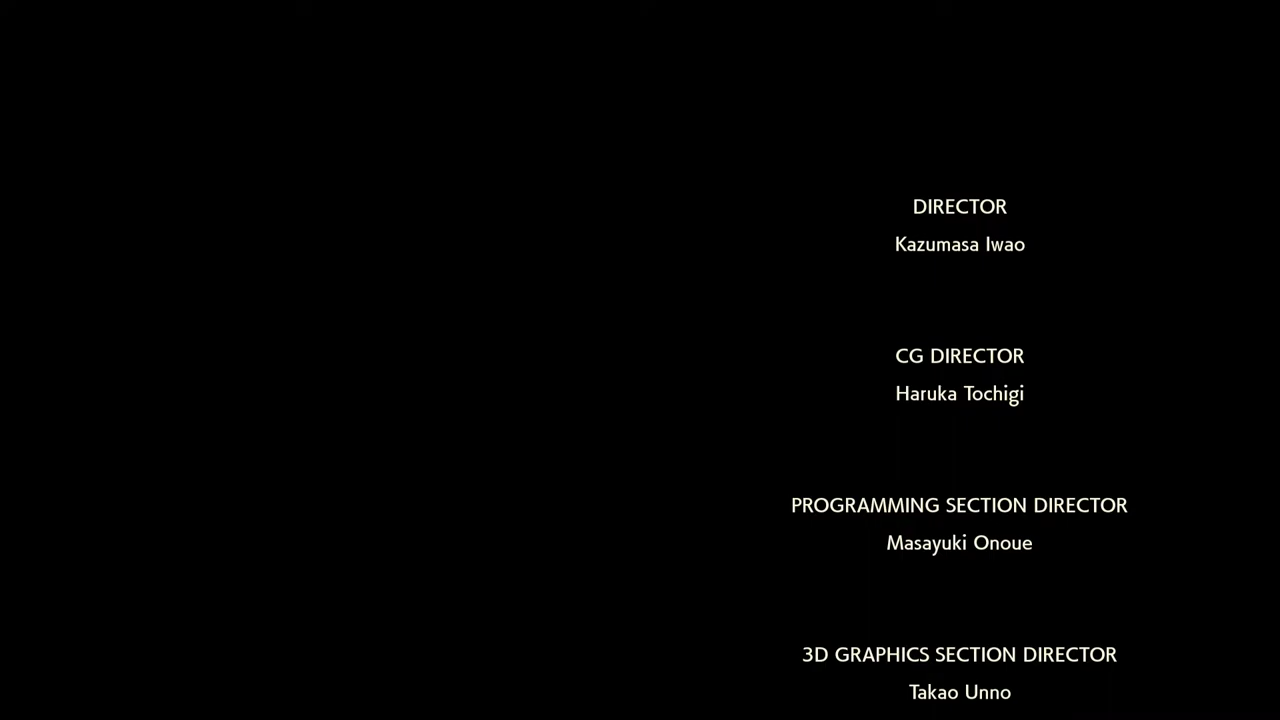 DIRECTOR
Kazumasa Iwao
CG DIRECTOR
Haruka Tochigi
PROGRAMMING SECTION DIRECTOR
Masayuki Onoue
3D GRAPHICS SECTION DIRECTOR
Takao Unno